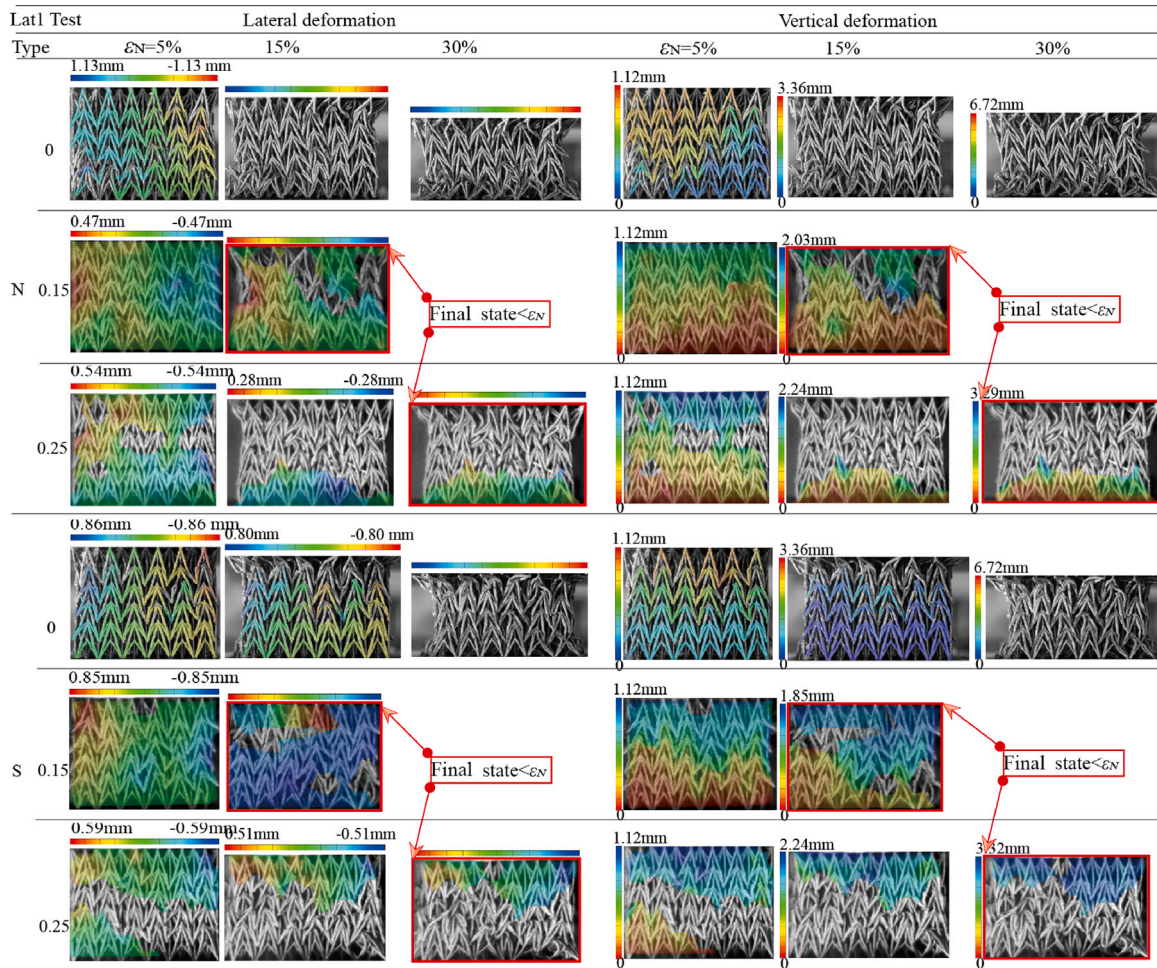 Lat1 Test Lateral deformation Vertical deformation
Type εN=5% 15% 30% εN=5% 15% 30%
1.13mm -1.13 mm 1.12mm 3.36mm 6.72mm
0
0 0 0
0.47mm -0.47mm 1.12mm 2.03mm
N 0.15 Final state<εN Final state<εN
0 0
0.54mm -0.54mm 0.28mm -0.28mm 1.12mm 2.24mm 3.29mm
0.25
0 0 0
0.86mm -0.86 mm 0.80mm -0.80 mm 1.12mm 3.36mm 6.72mm
0
0 0 0
0.85mm -0.85mm 1.12mm 1.85mm
S 0.15 Final state<εN Final state<εN
0 0
0.59mm -0.59mm 0.51mm -0.51mm 1.12mm 2.24mm 3.32mm
0.25
0 0 0